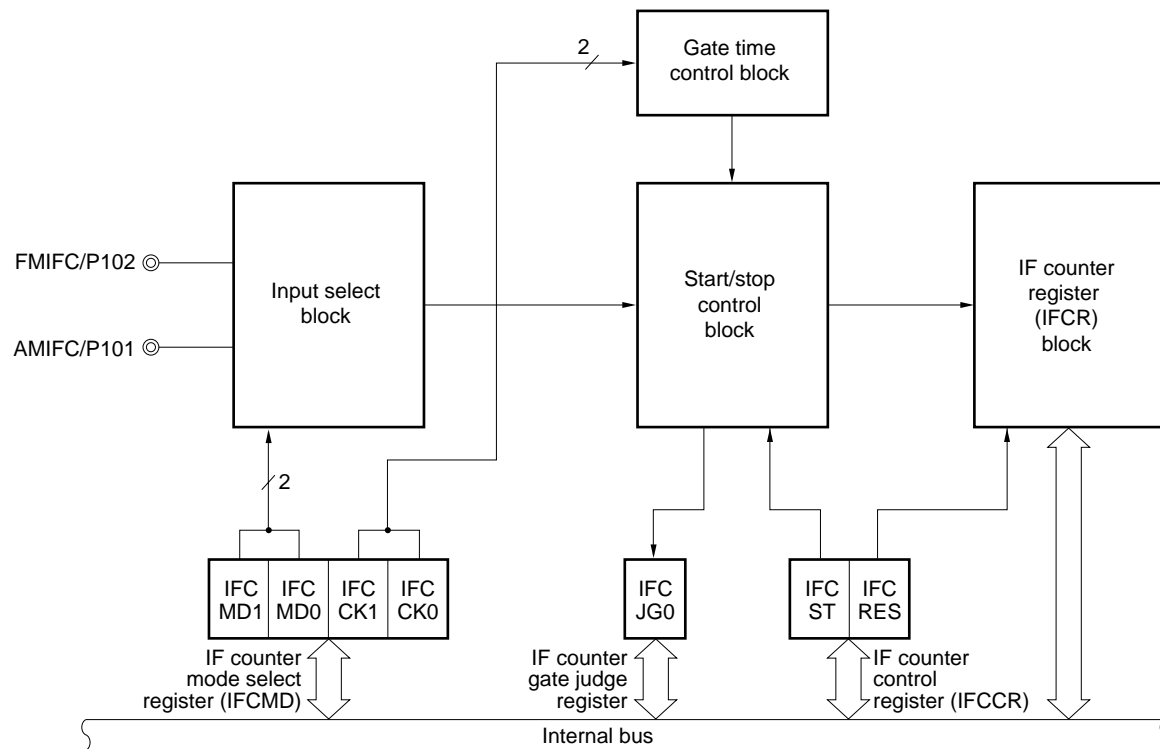 2
Gate time
control block
FMIFC/P102
AMIFC/P101
Input select
block
Start/stop
control
block
IF counter
register
(IFCR)
block
2
IFC
MD1
IFC
MD0
IFC
CK1
IFC
CK0
IFC
JG0
IFC
ST
IFC
RES
IF counter
mode select
register (IFCMD)
IF counter
gate judge
register
IF counter
control
register (IFCCR)
Internal bus